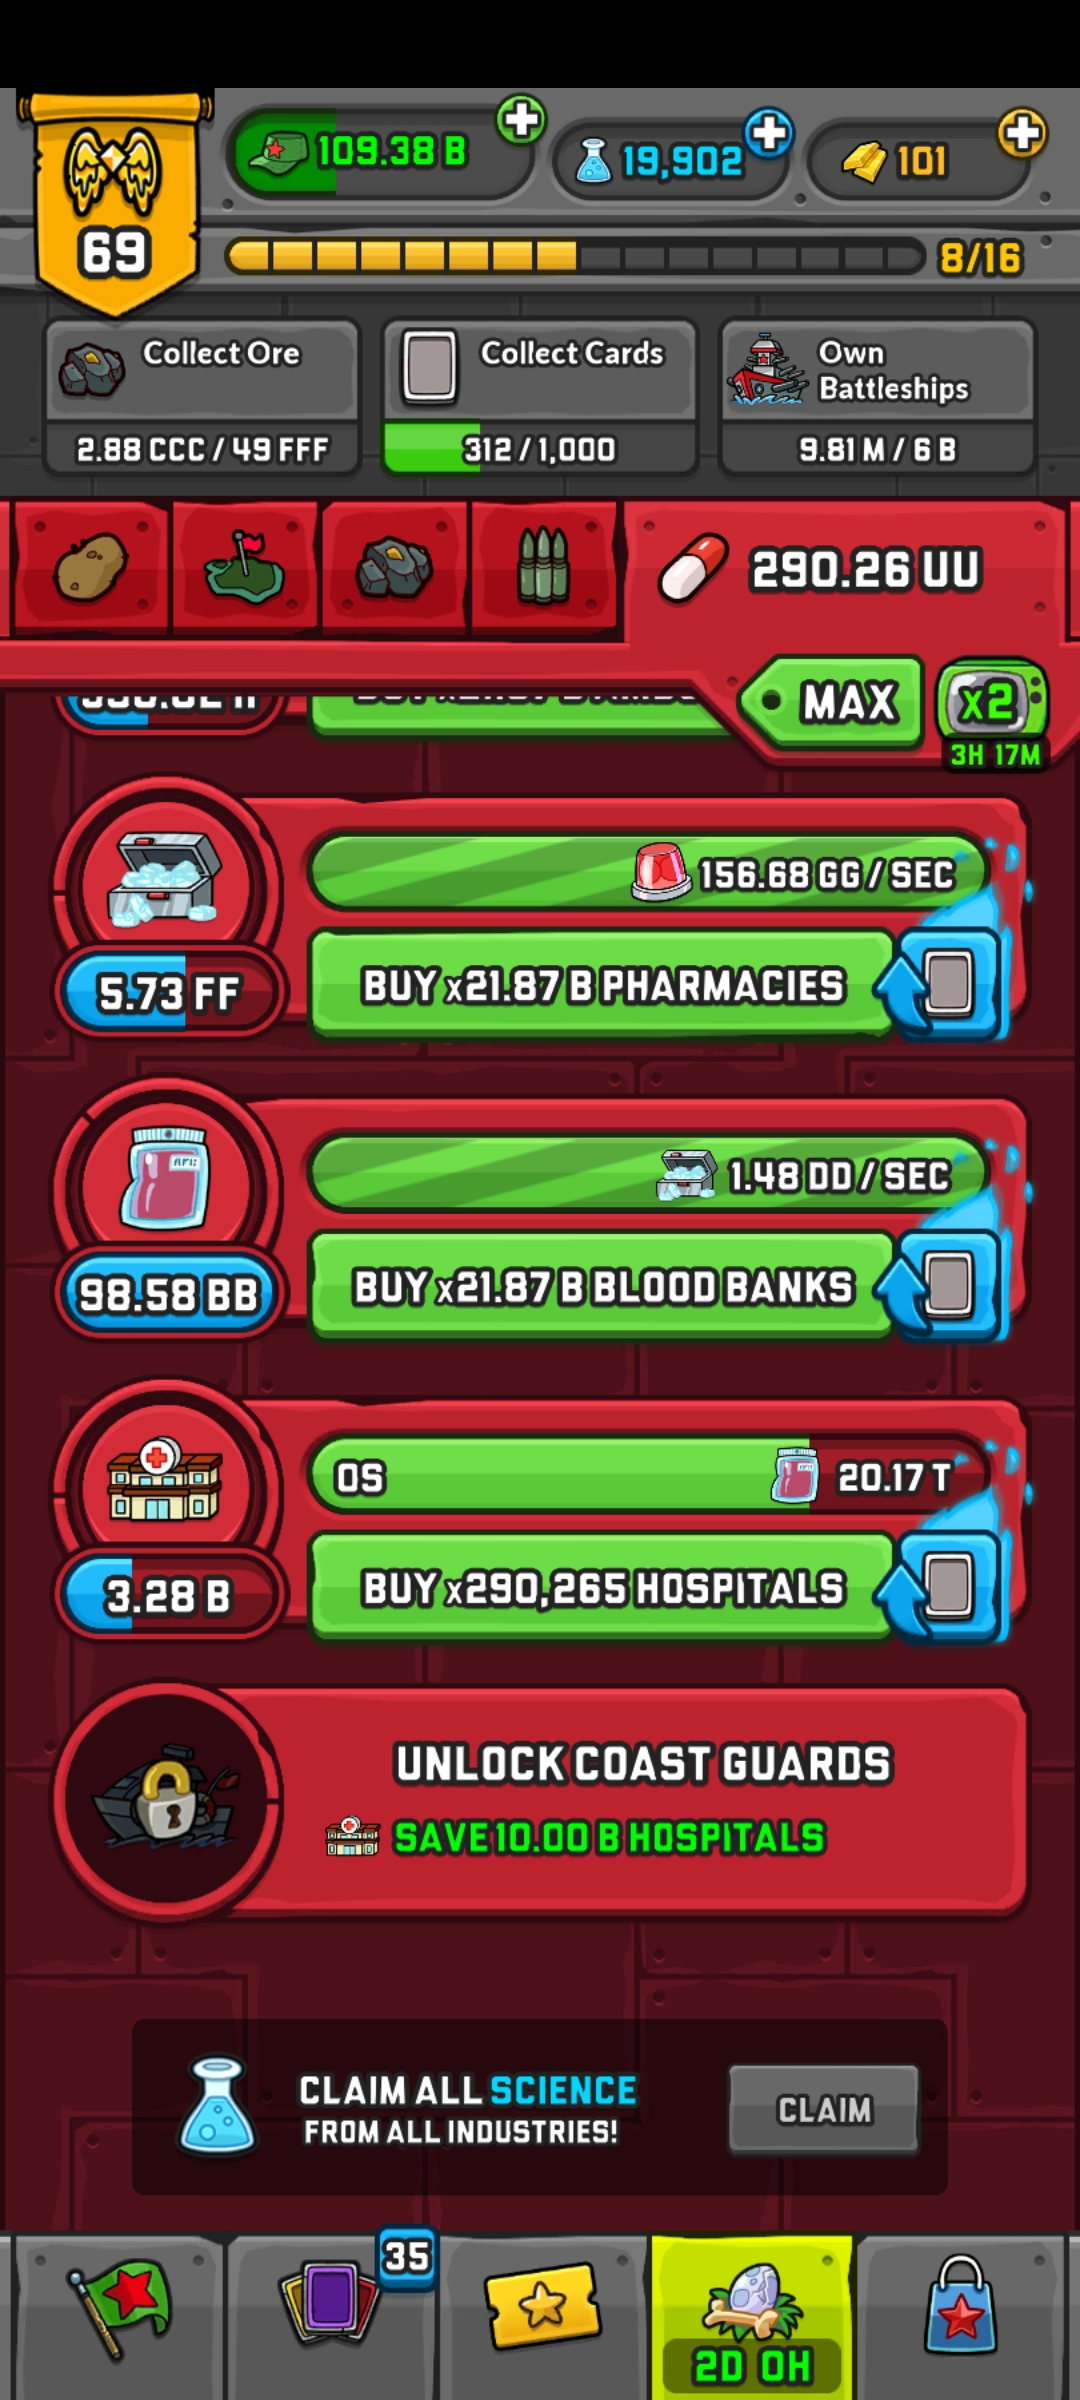 109.38 B
19,902
101
69
8/16
Collect Ore
2.88 CCC / 49 FFF
Collect Cards
312 / 1,000
Own
Battleships
9.81 M / 6 B
290.26 UU
MAX
x2
3H 17M
156.68 GG / SEC
5.73 FF
BUY x21.87 B PHARMACIES
1.48 DD / SEC
98.58 BB
BUY x21.87 B BLOOD BANKS
0S
20.17 T
3.28 B
BUY x290,265 HOSPITALS
UNLOCK COAST GUARDS
SAVE 10.00 B HOSPITALS
CLAIM ALL SCIENCE
FROM ALL INDUSTRIES!
CLAIM
35
2D 0H